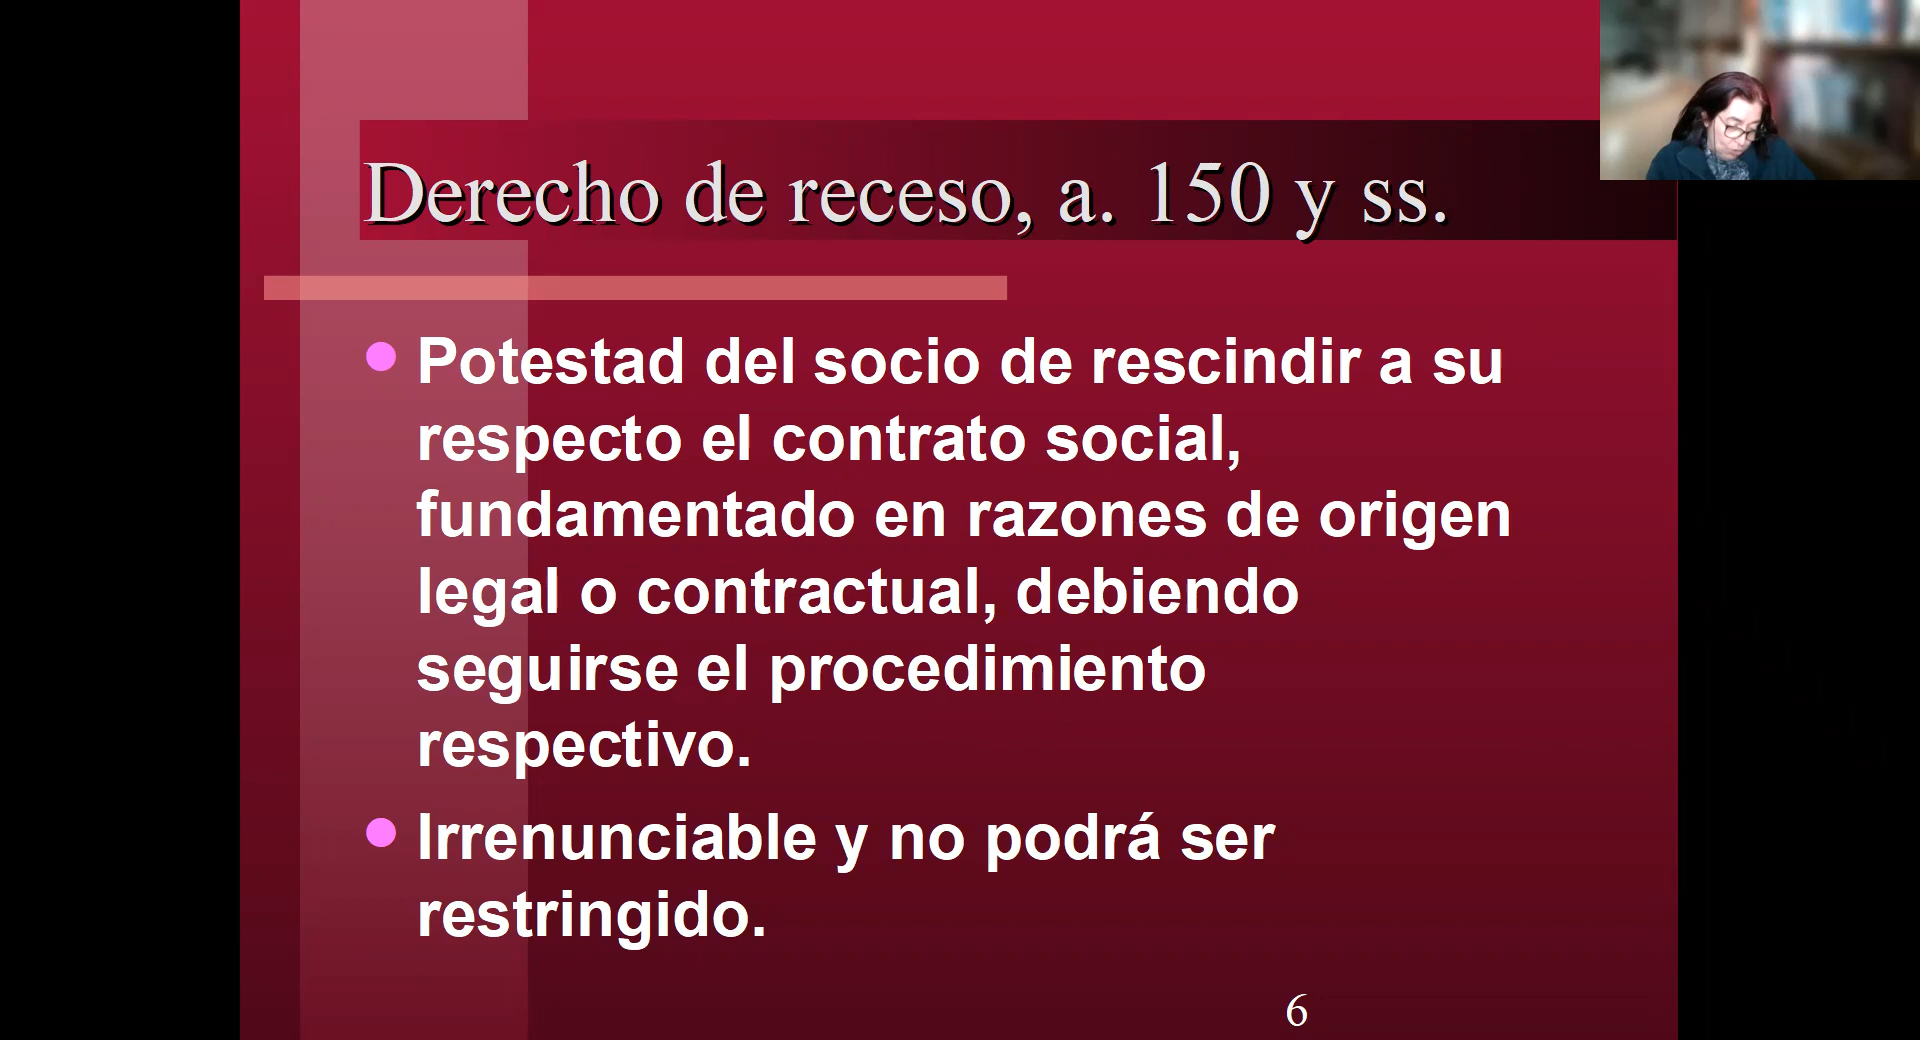 Derecho de receso, a. 150 y ss.
Potestad del socio de rescindir a su
respecto el contrato social,
fundamentado en razones de origen
legal o contractual, debiendo
seguirse el procedimiento
respectivo.
Irrenunciable y no podrá ser
restringido.
6